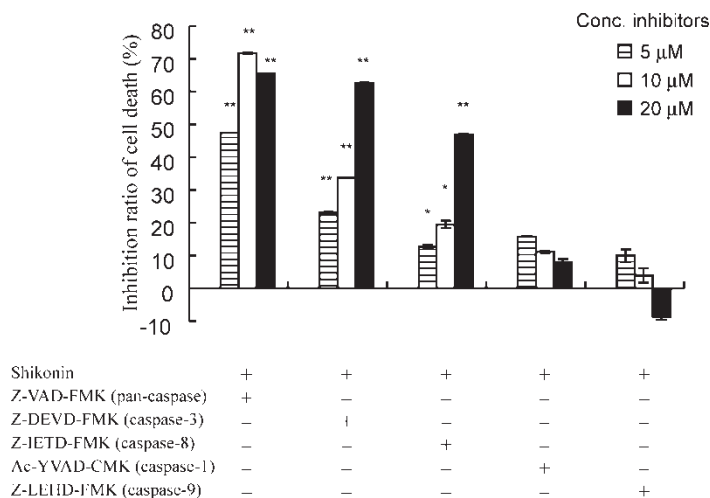 Conc. inhibitors
5 μM
10 μM
20 μM
Inhibition ratio of cell death (%)
80
70
60
50
40
30
20
10
0
-10
** ** **
** ** **
* * **
Shikonin + + + + +
Z-VAD-FMK (pan-caspase) + – – – –
Z-DEVD-FMK (caspase-3) – + – – –
Z-IETD-FMK (caspase-8) – – + – –
Ac-YVAD-CMK (caspase-1) – – – + –
Z-LEHD-FMK (caspase-9) – – – – +